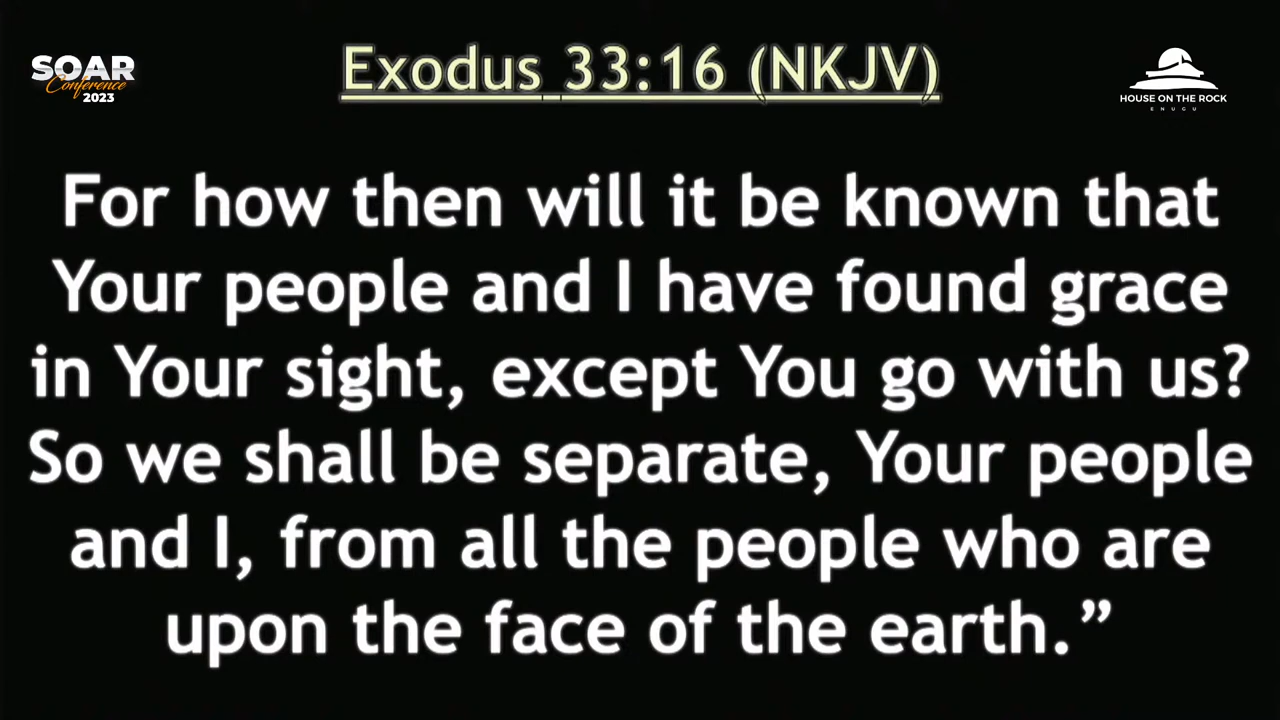 SOAR
Conference
2023
Exodus 33:16 (NKJV)
HOUSE ON THE ROCK
ENUGU
For how then will it be known that
Your people and I have found grace
in Your sight, except You go with us?
So we shall be separate, Your people
and I, from all the people who are
upon the face of the earth.”